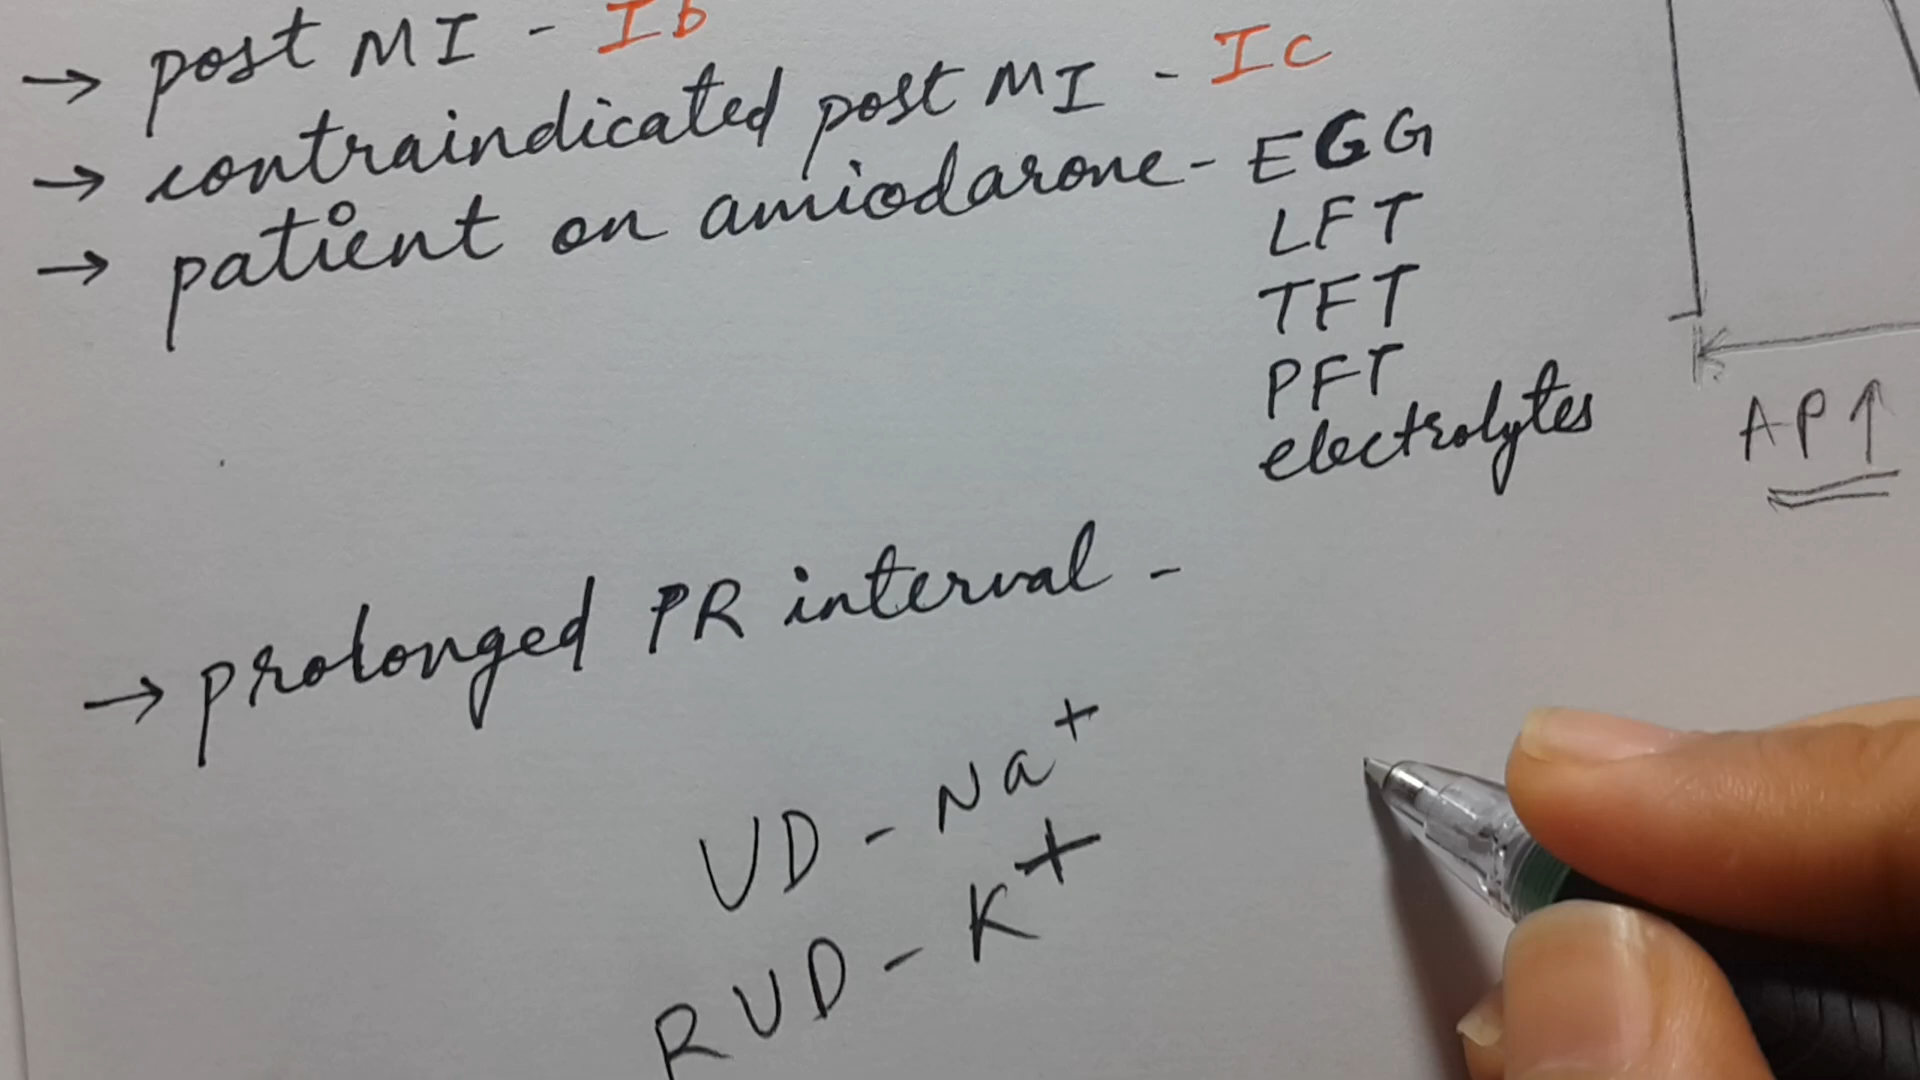 → post MI - Ib
→ contraindicated post MI - Ic
→ patient on amiodarone - EGG
LFT
TFT
PFT
electrolytes
AP↑
→ prolonged PR interval -
UD - Na⁺
RUD - K⁺